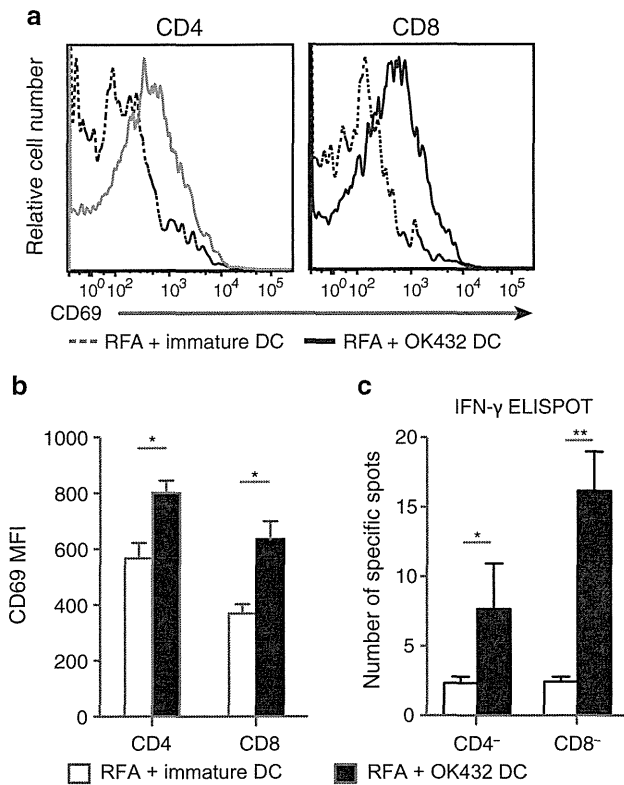 a
CD4 CD8
Relative cell number
10⁰ 10² 10³ 10⁴ 10⁵ 10⁰ 10² 10³ 10⁴ 10⁵
CD69
RFA + immature DC RFA + OK432 DC
b
CD69 MFI
1000
800
600
400
200
0
* *
CD4 CD8
c
IFN-γ ELISPOT
Number of specific spots
20
15
10
5
0
* **
CD4⁻ CD8⁻
RFA + immature DC RFA + OK432 DC